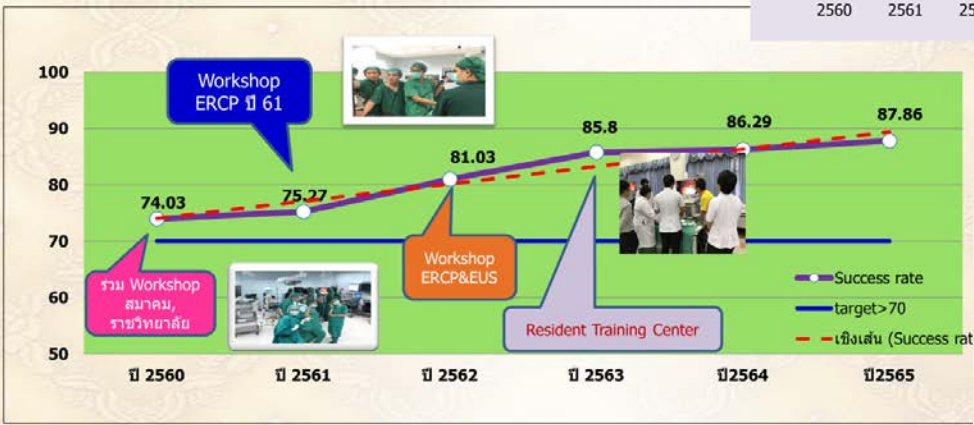 2560 2561 25
100
90
80
70
60
50
Workshop
ERCP ปี 61
74.03
75.27
81.03
85.8
86.29
87.86
ร่วม Workshop
สมาคม,
ราชวิทยาลัย
Workshop
ERCP&EUS
Resident Training Center
Success rate
target>70
เชิงเส้น (Success rat
ปี 2560
ปี 2561
ปี 2562
ปี 2563
ปี2564
ปี2565